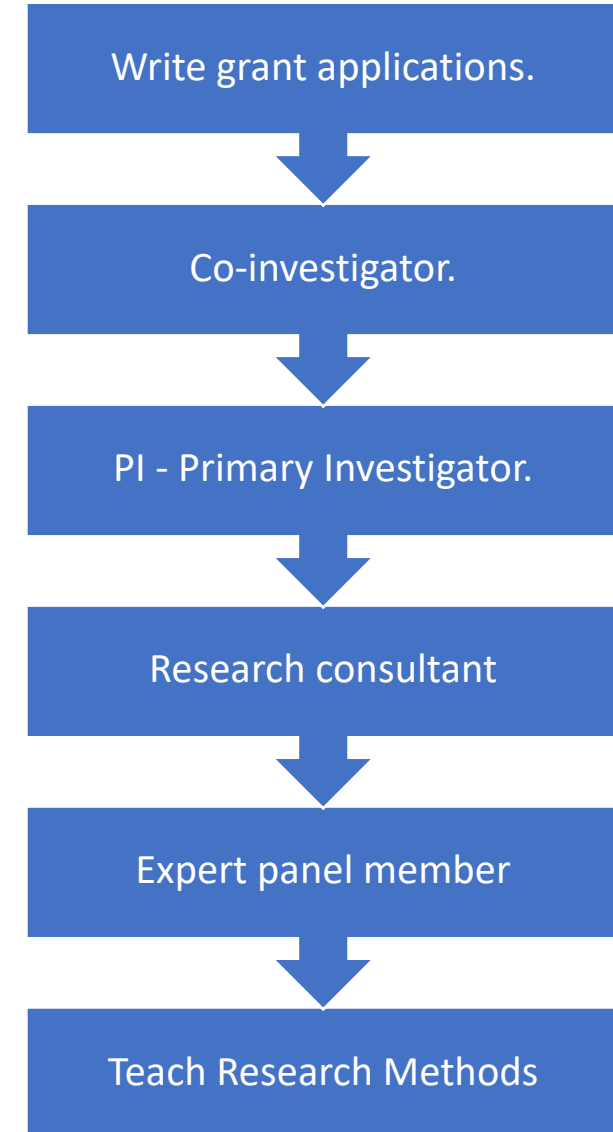 Write grant applications.
Co-investigator.
PI - Primary Investigator.
Research consultant
Expert panel member
Teach Research Methods